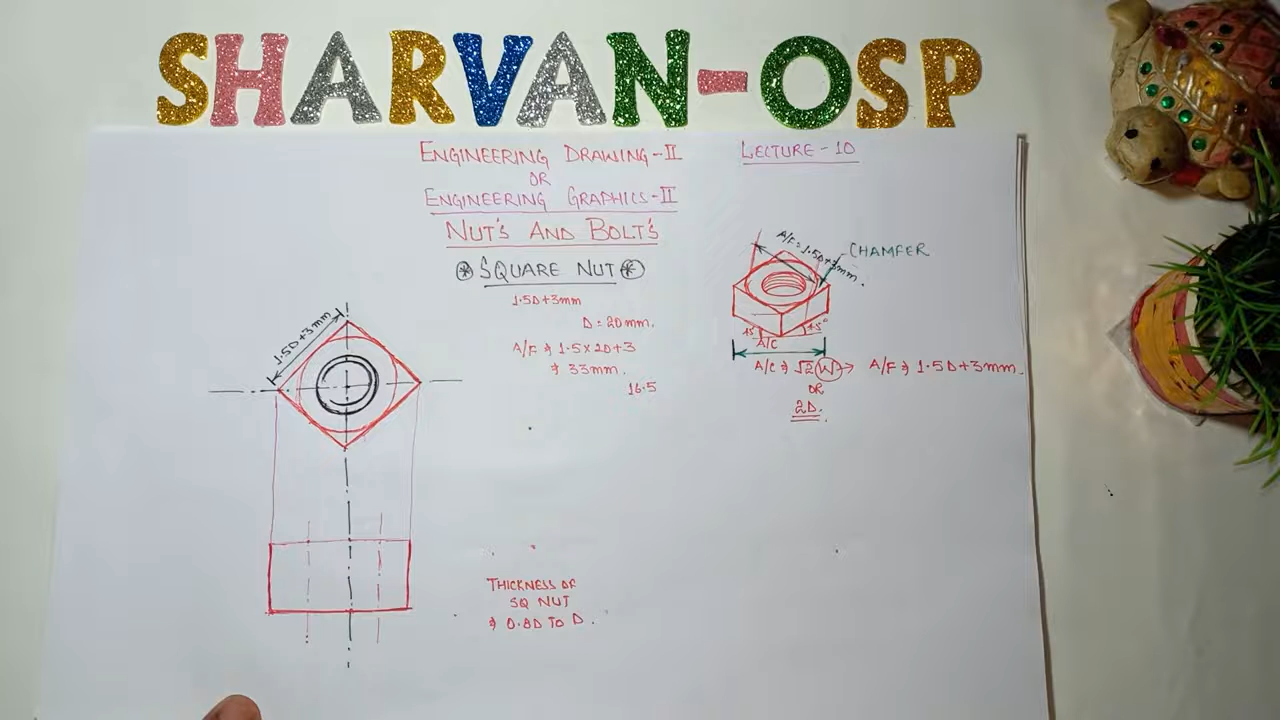 SHARVAN-OSP
ENGINEERING DRAWING-II
OR
ENGINEERING GRAPHICS-II
LECTURE-10
NUT'S AND BOLT'S
SQUARE NUT
1.5D+3mm
D=20mm.
A/F ⇒ 1.5×20+3
⇒ 33mm.
16.5
1.5D+3mm
A/F=1.5D+3mm.
CHAMFER
45°
45°
A/C
A/C ⇒ √2(W)→ A/F ⇒ 1.5D+3mm.
OR
2D.
THICKNESS OF
SQ NUT
⇒ 0.8D TO D.